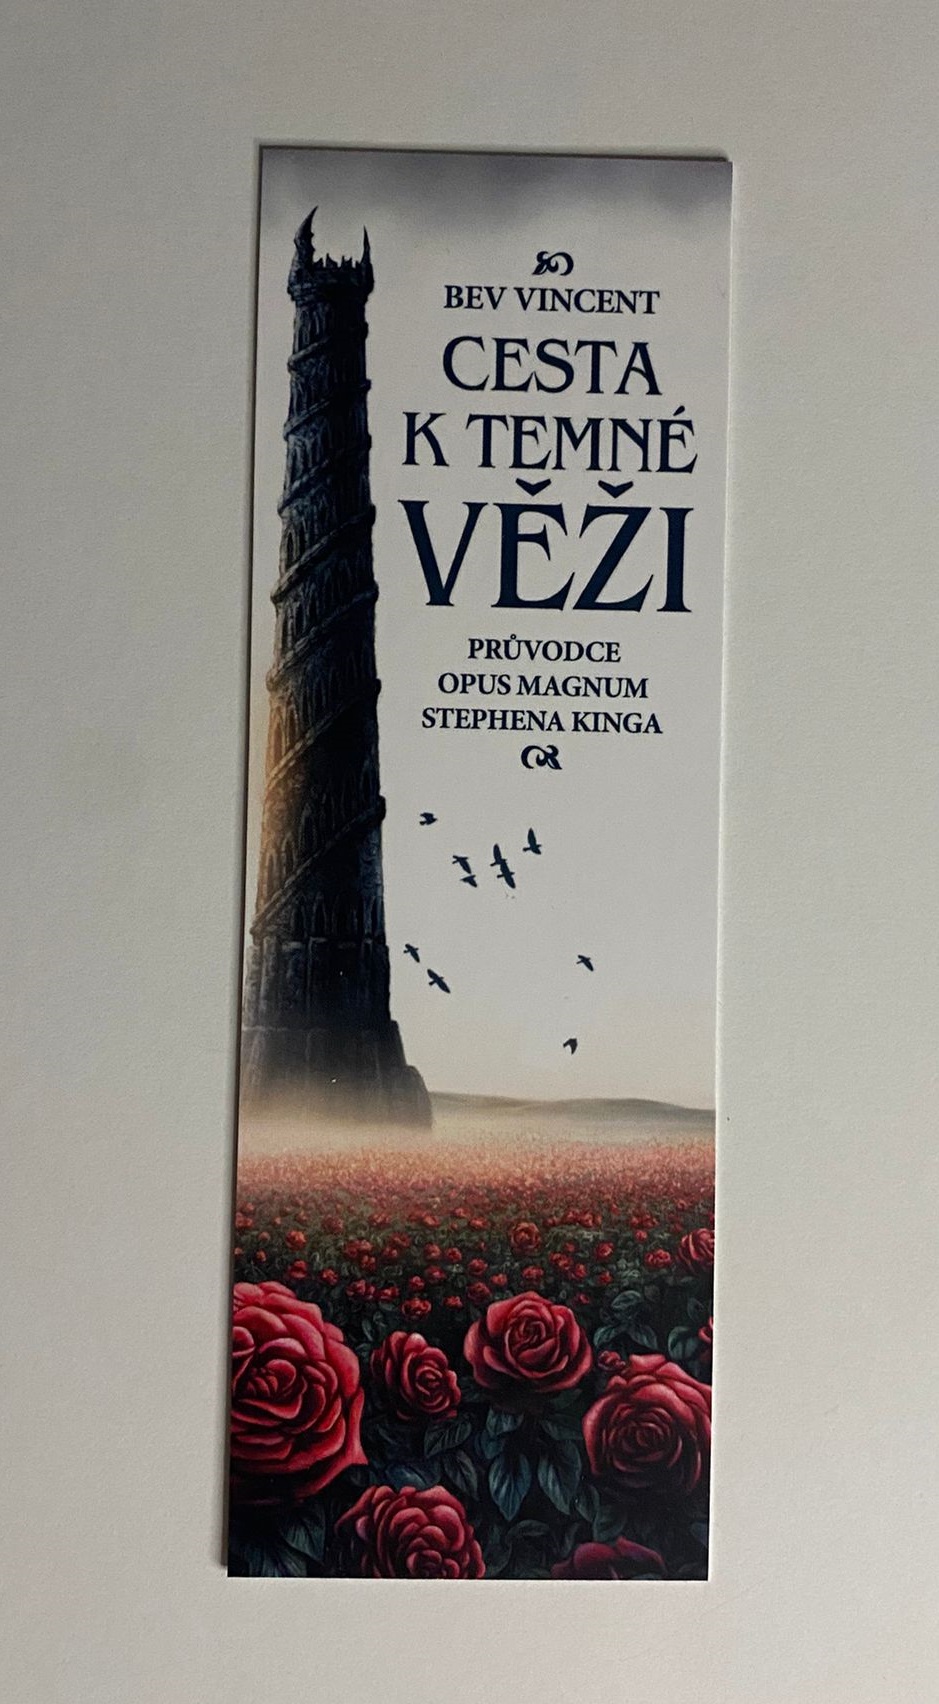 BEV VINCENT
CESTA
K TEMNÉ
VĚŽI
PRŮVODCE
OPUS MAGNUM
STEPHENA KINGA